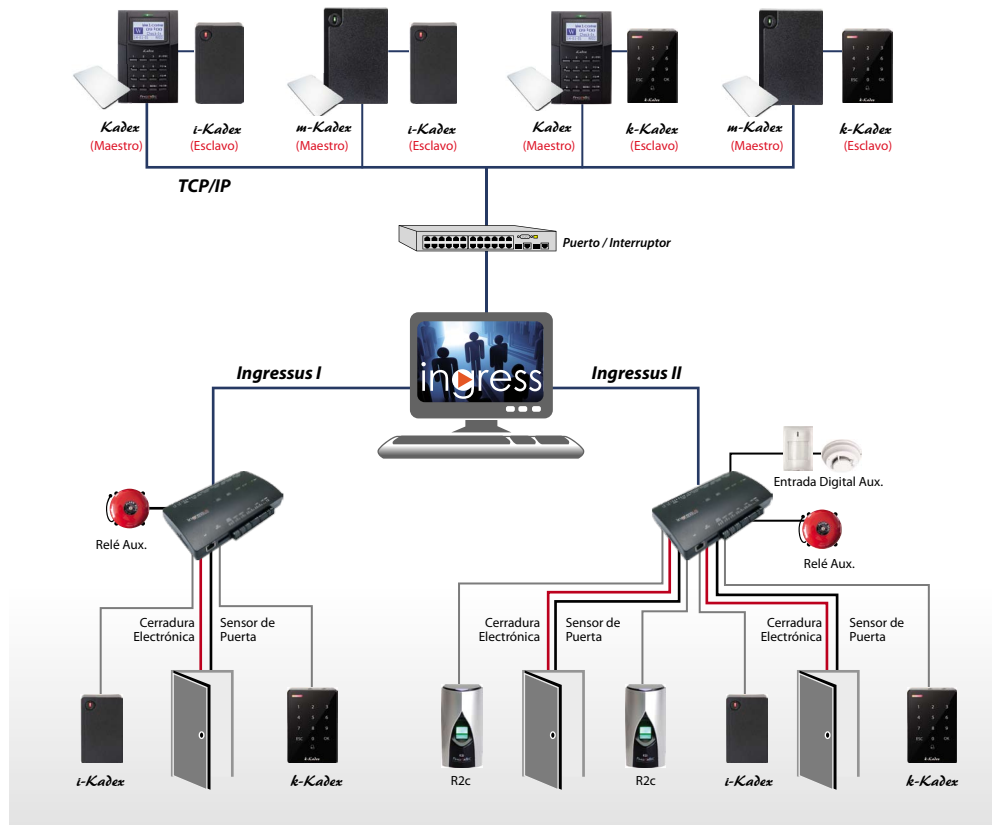 Kadex
(Maestro)
i-Kadex
(Esclavo)
m-Kadex
(Maestro)
i-Kadex
(Esclavo)
Kadex
(Maestro)
k-Kadex
(Esclavo)
m-Kadex
(Maestro)
k-Kadex
(Esclavo)
TCP/IP
Puerto / Interruptor
ingress
Ingressus I
Ingressus II
Entrada Digital Aux.
Relé Aux.
Relé Aux.
Cerradura
Electrónica
Sensor de
Puerta
Cerradura
Electrónica
Sensor de
Puerta
Cerradura
Electrónica
Sensor de
Puerta
i-Kadex
k-Kadex
R2c
R2c
i-Kadex
k-Kadex